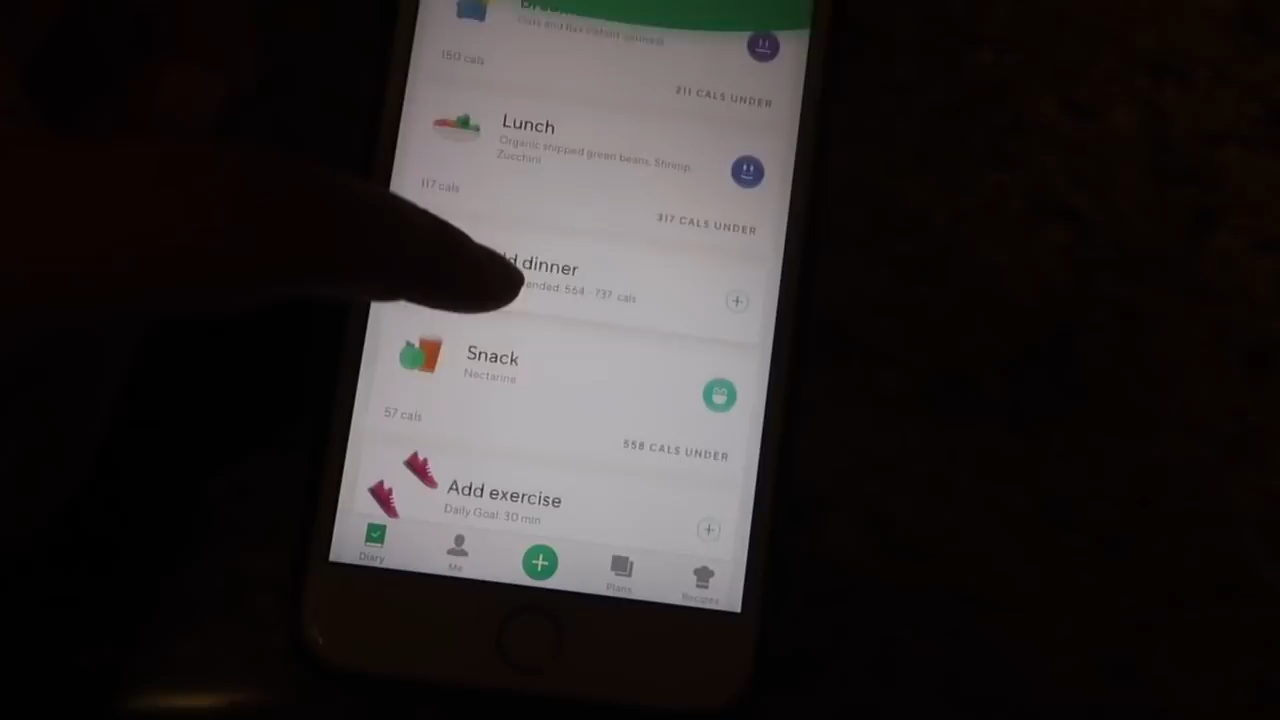 150 cals
211 CALS UNDER
Lunch
Organic snipped green beans, Shrimp,
Zucchini
117 cals
317 CALS UNDER
dinner
ended: 564 - 737 cals
Snack
Nectarine
57 cals
558 CALS UNDER
Add exercise
Daily Goal: 30 min
Diary
Me
Plans
Recipes